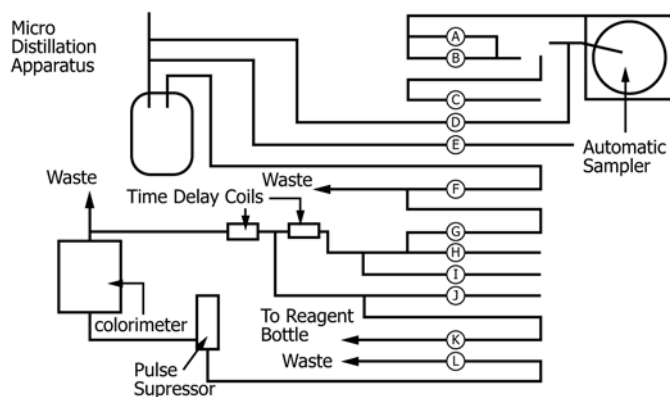 Micro
Distillation
Apparatus
A
B
C
D
E
Automatic
Sampler
Waste
Time Delay Coils
Waste
F
G
H
I
J
colorimeter
To Reagent
Bottle
K
Waste
L
Pulse
Supressor